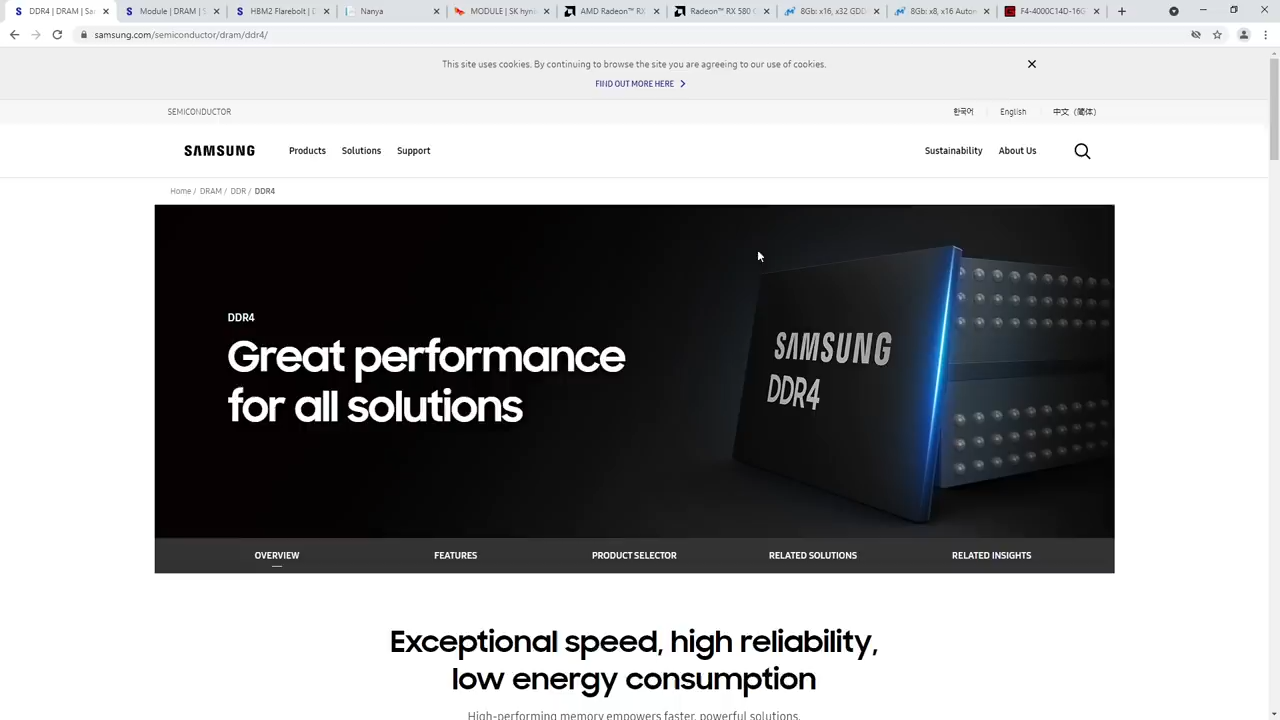 DDR4 | DRAM | Sa
Module | DRAM | S
HBM2 Flarebolt | D
Nanya
MODULE | SK hyn
AMD Radeon™ RX
Radeon™ RX 580
8Gb: x16, x32 GDD
8Gb: x8, x16 Auton
F4-4000C14D-16G
samsung.com/semiconductor/dram/ddr4/
This site uses cookies. By continuing to browse the site you are agreeing to our use of cookies.
FIND OUT MORE HERE
SEMICONDUCTOR
한국어
English
中文 (简体)
SAMSUNG
Products
Solutions
Support
Sustainability
About Us
Home / DRAM / DDR / DDR4
DDR4
Great performance
for all solutions
SAMSUNG
DDR4
OVERVIEW
FEATURES
PRODUCT SELECTOR
RELATED SOLUTIONS
RELATED INSIGHTS
Exceptional speed, high reliability,
low energy consumption
High-performing memory empowers faster, powerful solutions.